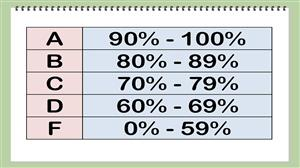 A 90% - 100%
B 80% - 89%
C 70% - 79%
D 60% - 69%
F 0% - 59%